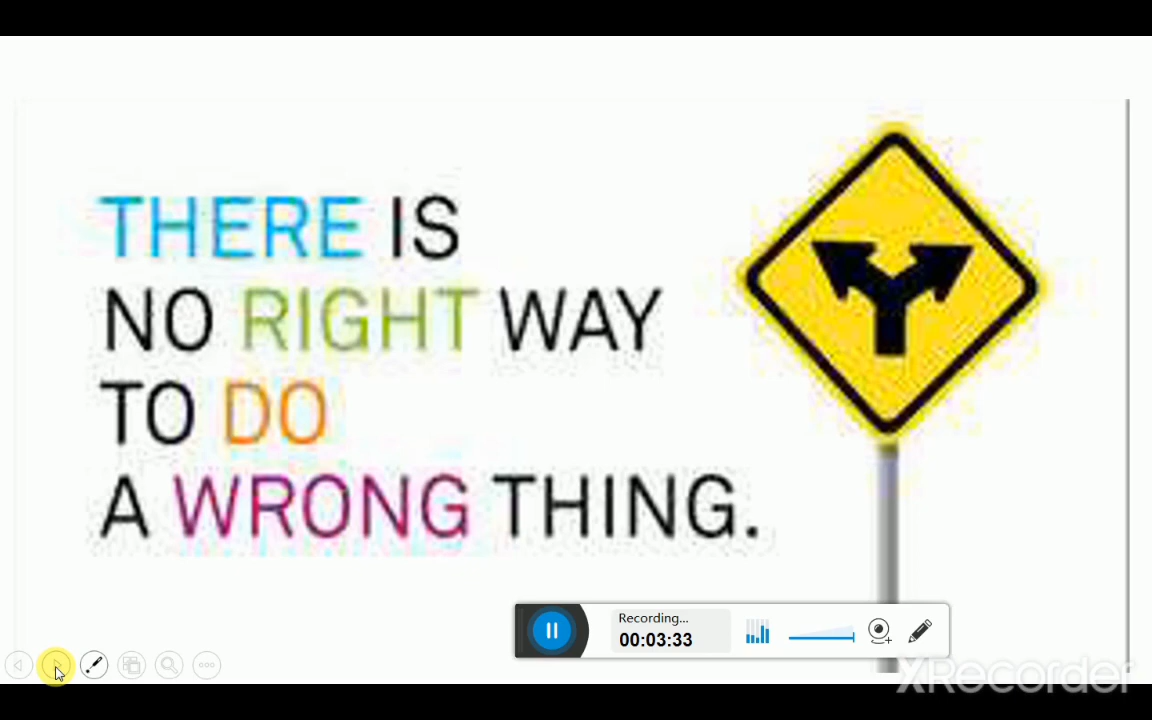 THERE IS
NO RIGHT WAY
TO DO
A WRONG THING.
Recording...
00:03:33
XRecorder